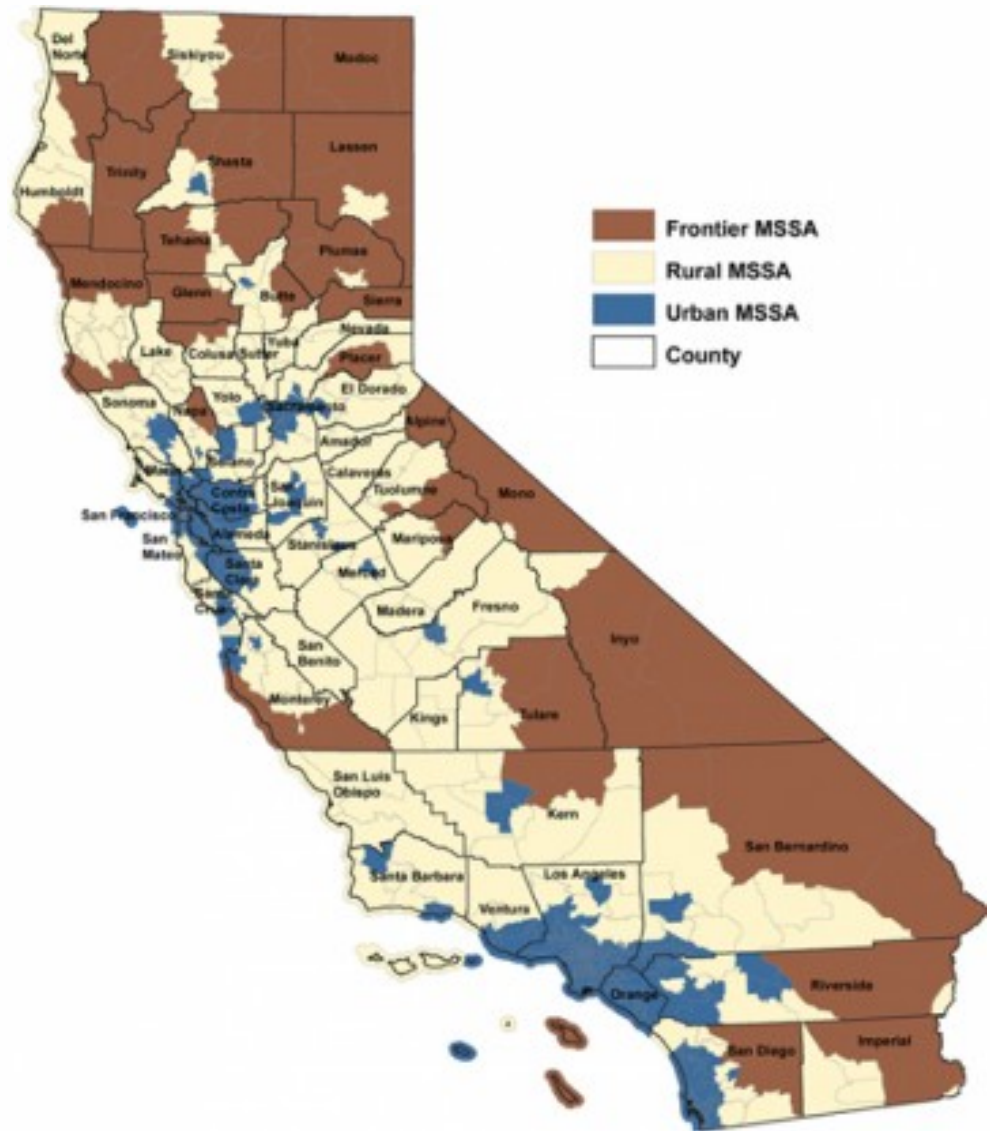 Del
Norte
Siskiyou
Modoc
Trinity
Shasta
Lassen
Humboldt
Tehama
Plumas
Mendocino
Glenn
Butte
Sierra
Nevada
Yuba
Lake
Colusa
Sutter
Placer
El Dorado
Sonoma
Napa
Yolo
Sacramento
Alpine
Amador
Solano
Marin
Calaveras
Contra
Costa
San
Joaquin
Tuolumne
Mono
San Francisco
Alameda
San
Mateo
Stanislaus
Mariposa
Santa
Clara
Merced
Santa
Cruz
Madera
Fresno
San
Benito
Inyo
Monterey
Kings
Tulare
San Luis
Obispo
Kern
San Bernardino
Santa Barbara
Ventura
Los Angeles
Orange
Riverside
San Diego
Imperial
Frontier MSSA
Rural MSSA
Urban MSSA
County